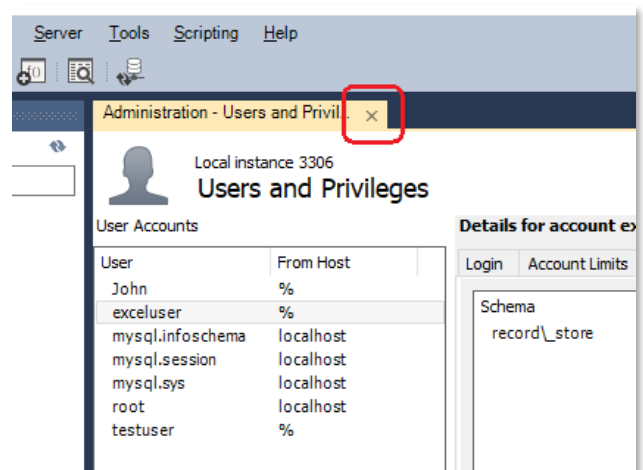 Server Tools Scripting Help
Administration - Users and Privil..
Local instance 3306
Users and Privileges
User Accounts
Details for account ex
User From Host
Login Account Limits
John %
Schema
exceluser %
record\_store
mysql.infoschema localhost
mysql.session localhost
mysql.sys localhost
root localhost
testuser %